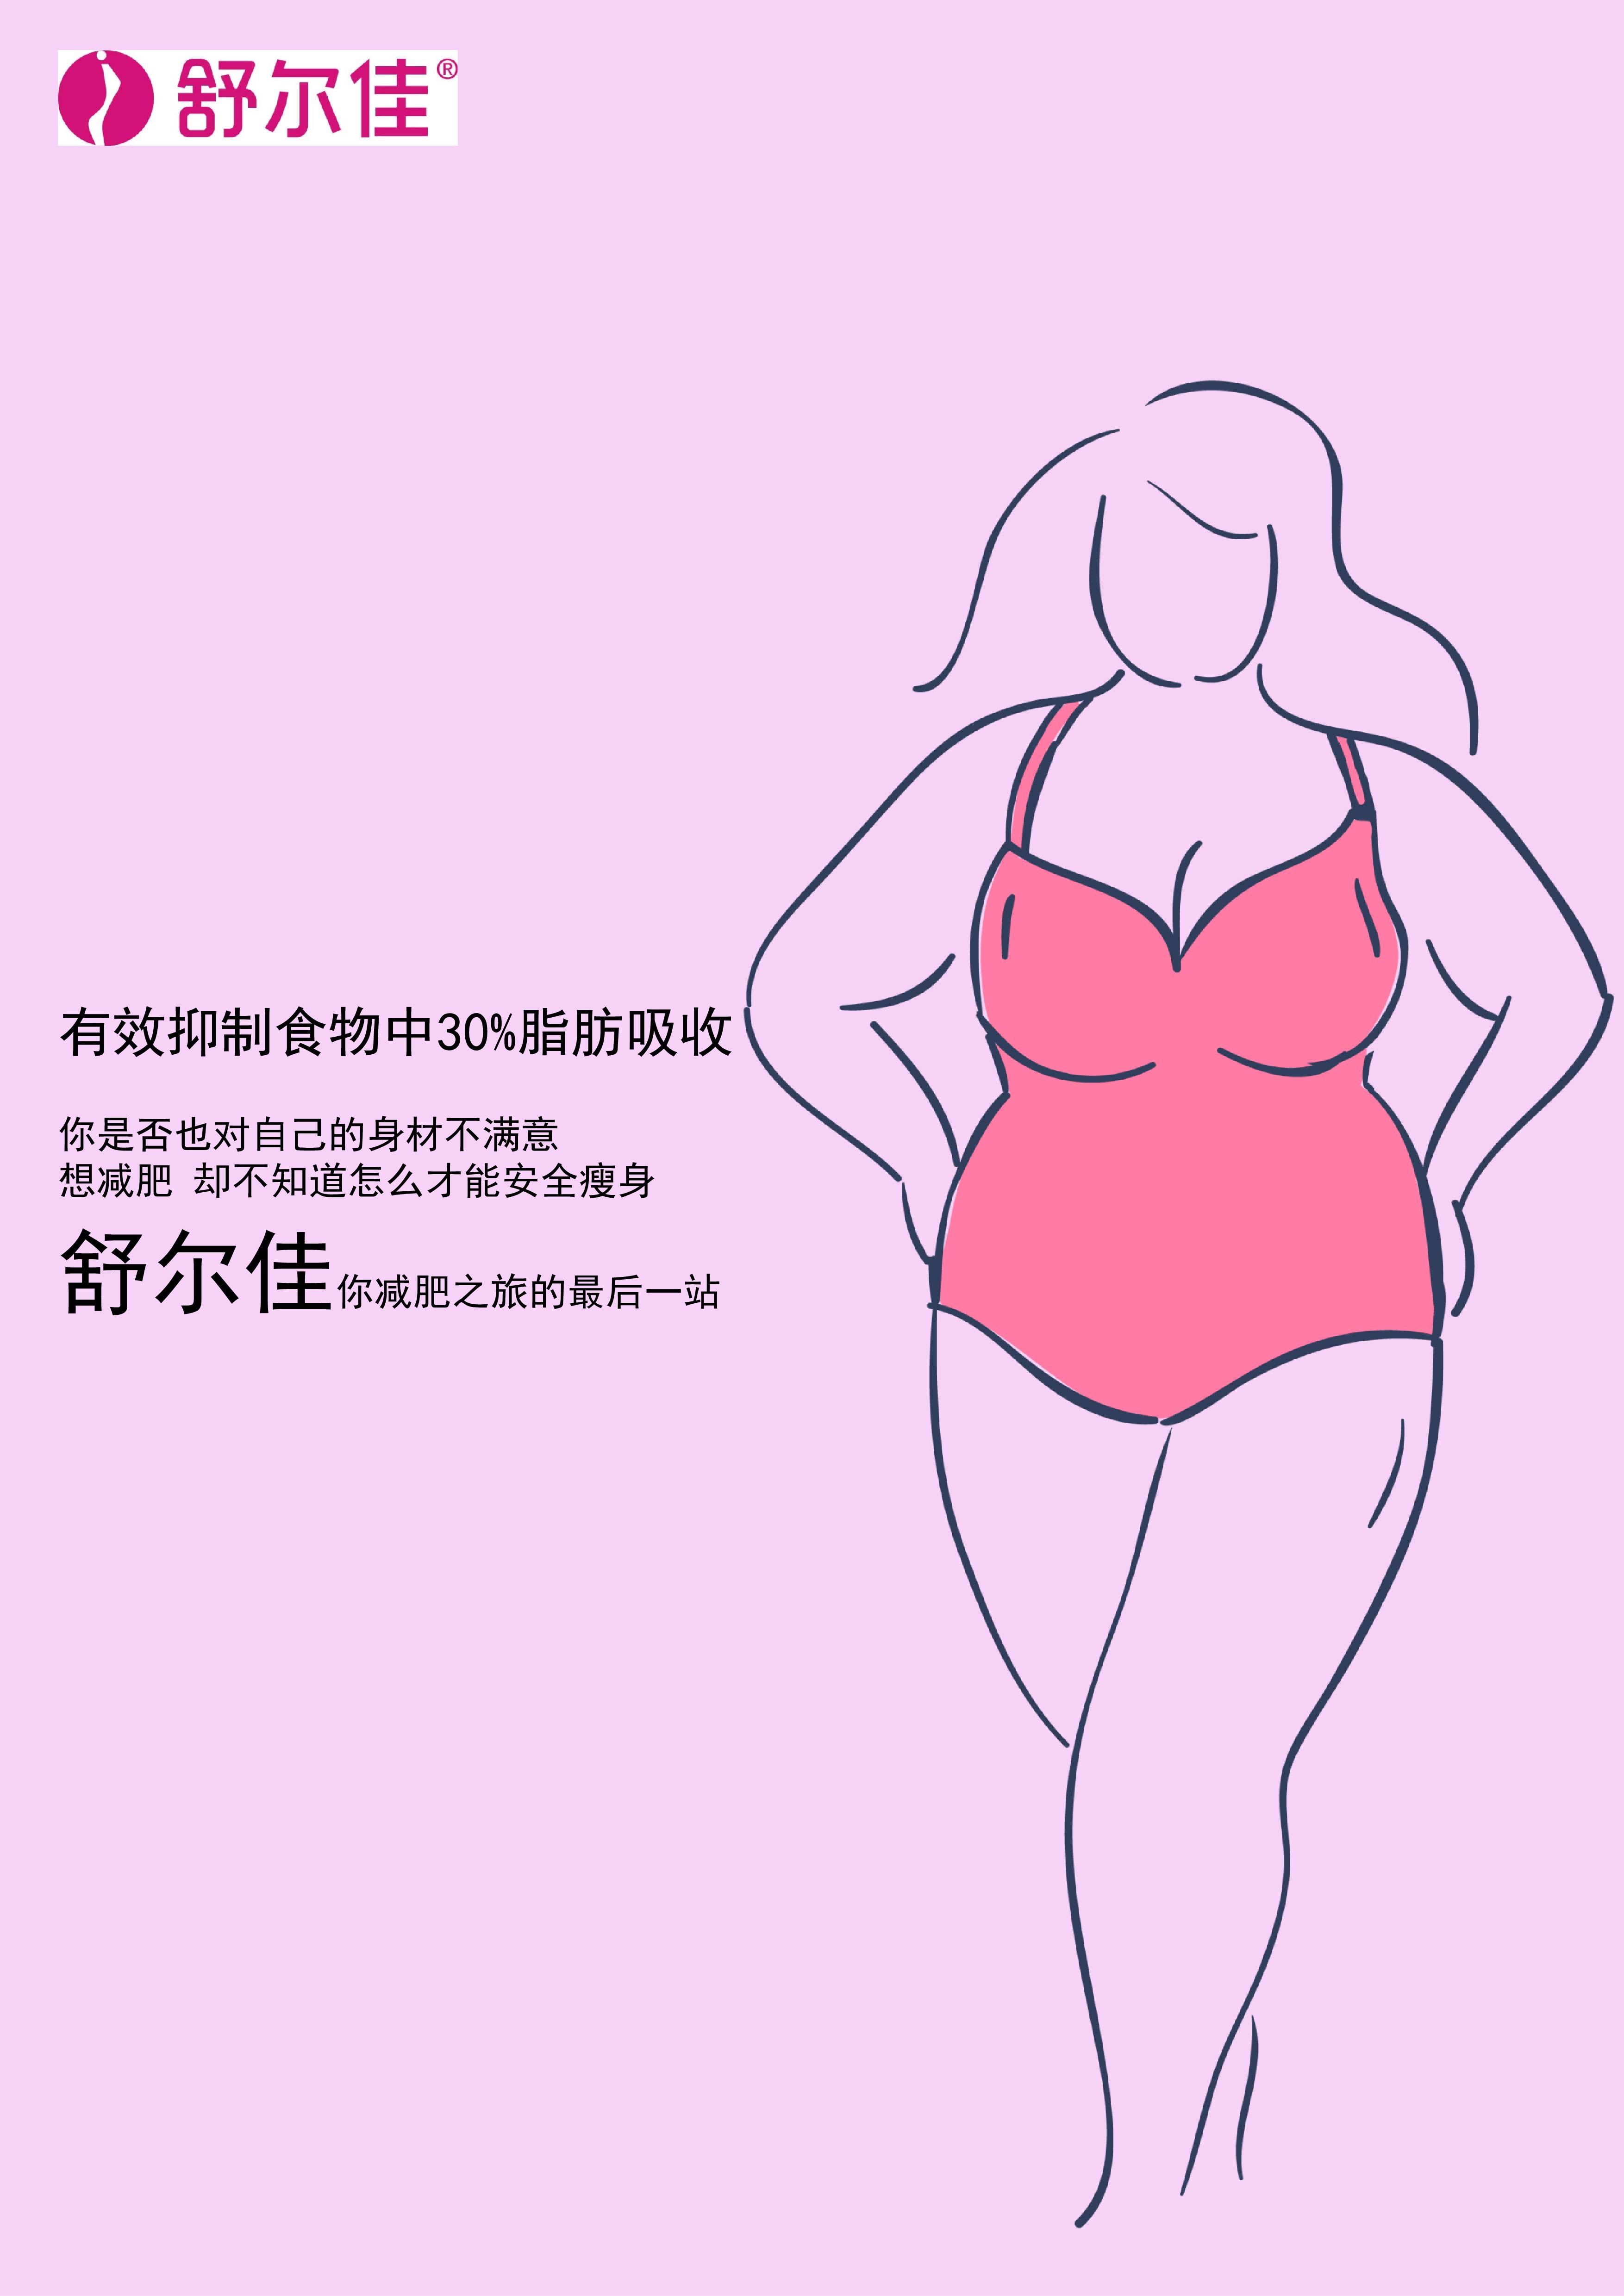 舒尔佳®
有效抑制食物中30%脂肪吸收
你是否也对自己的身材不满意
想减肥 却不知道怎么才能安全瘦身
舒尔佳你减肥之旅的最后一站